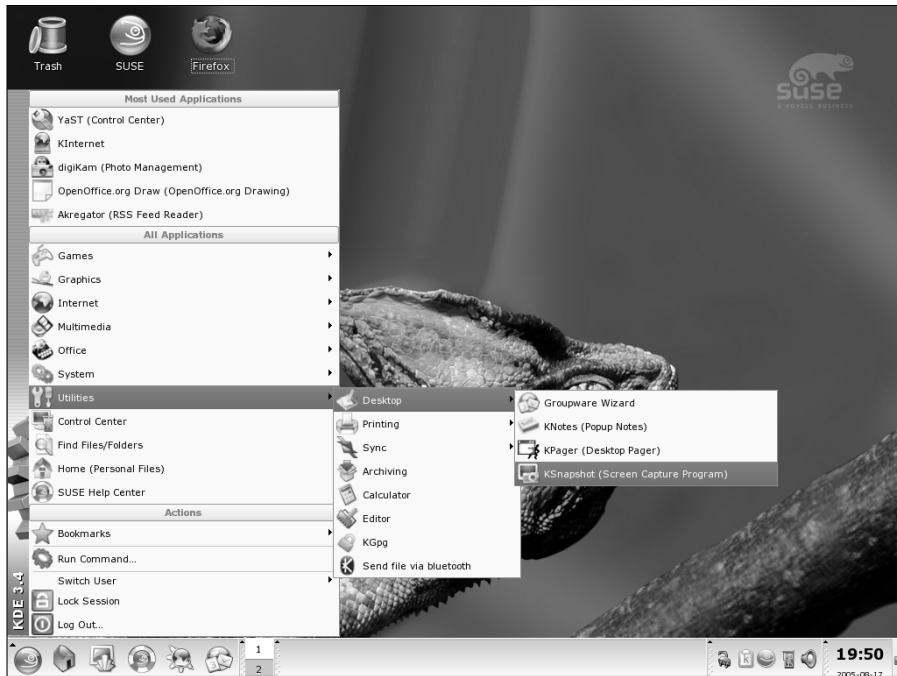 Trash
SUSE
Firefox
SUSE
A NOVELL BUSINESS
Most Used Applications
YaST (Control Center)
KInternet
digiKam (Photo Management)
OpenOffice.org Draw (OpenOffice.org Drawing)
Akregator (RSS Feed Reader)
All Applications
Games
Graphics
Internet
Multimedia
Office
System
Utilities
Control Center
Find Files/Folders
Home (Personal Files)
SUSE Help Center
Actions
Bookmarks
Run Command...
Switch User
Lock Session
Log Out...
KDE 3.4
Desktop
Printing
Sync
Archiving
Calculator
Editor
KGpg
Send file via bluetooth
Groupware Wizard
KNotes (Popup Notes)
KPager (Desktop Pager)
KSnapshot (Screen Capture Program)
1
2
19:50
2005-08-17